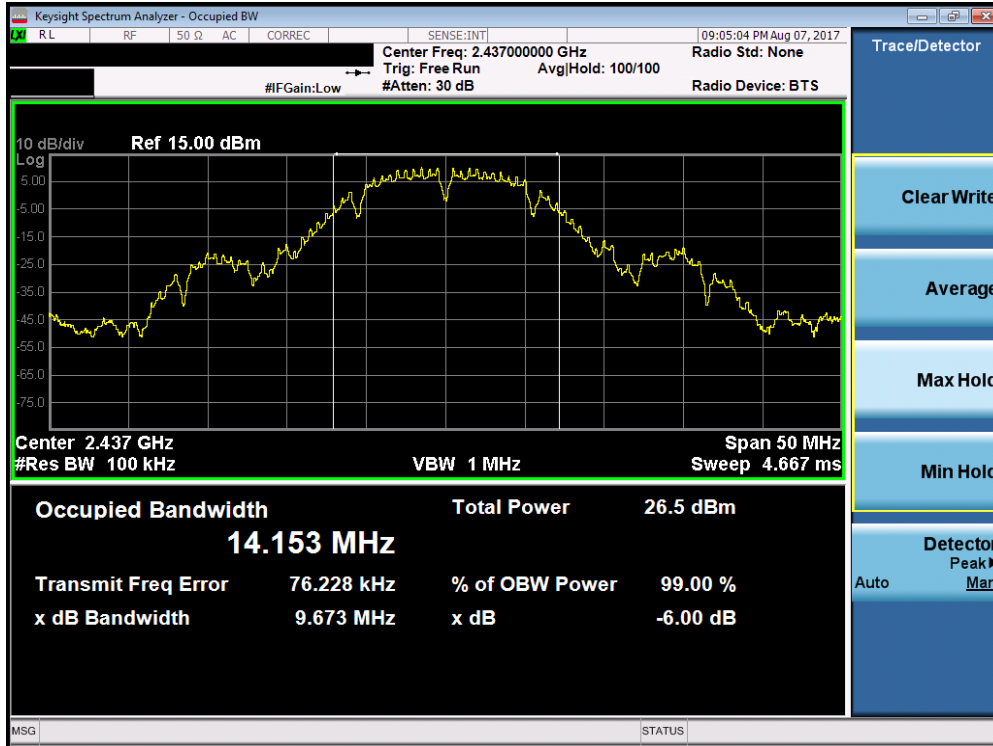 Keysight Spectrum Analyzer - Occupied BW
LXI RL RF 50 Ω AC CORREC SENSE:INT 09:05:04 PM Aug 07, 2017
Center Freq: 2.437000000 GHz Radio Std: None
Trig: Free Run Avg|Hold: 100/100
#IFGain:Low #Atten: 30 dB Radio Device: BTS
10 dB/div Ref 15.00 dBm
Log
5.00
-5.00
-15.0
-25.0
-35.0
-45.0
-55.0
-65.0
-75.0
Center 2.437 GHz Span 50 MHz
#Res BW 100 kHz VBW 1 MHz Sweep 4.667 ms
Occupied Bandwidth Total Power 26.5 dBm
14.153 MHz
Transmit Freq Error 76.228 kHz % of OBW Power 99.00 %
x dB Bandwidth 9.673 MHz x dB -6.00 dB
MSG STATUS
Trace/Detector
Clear Write
Average
Max Hold
Min Hold
Detector
Peak
Auto Man